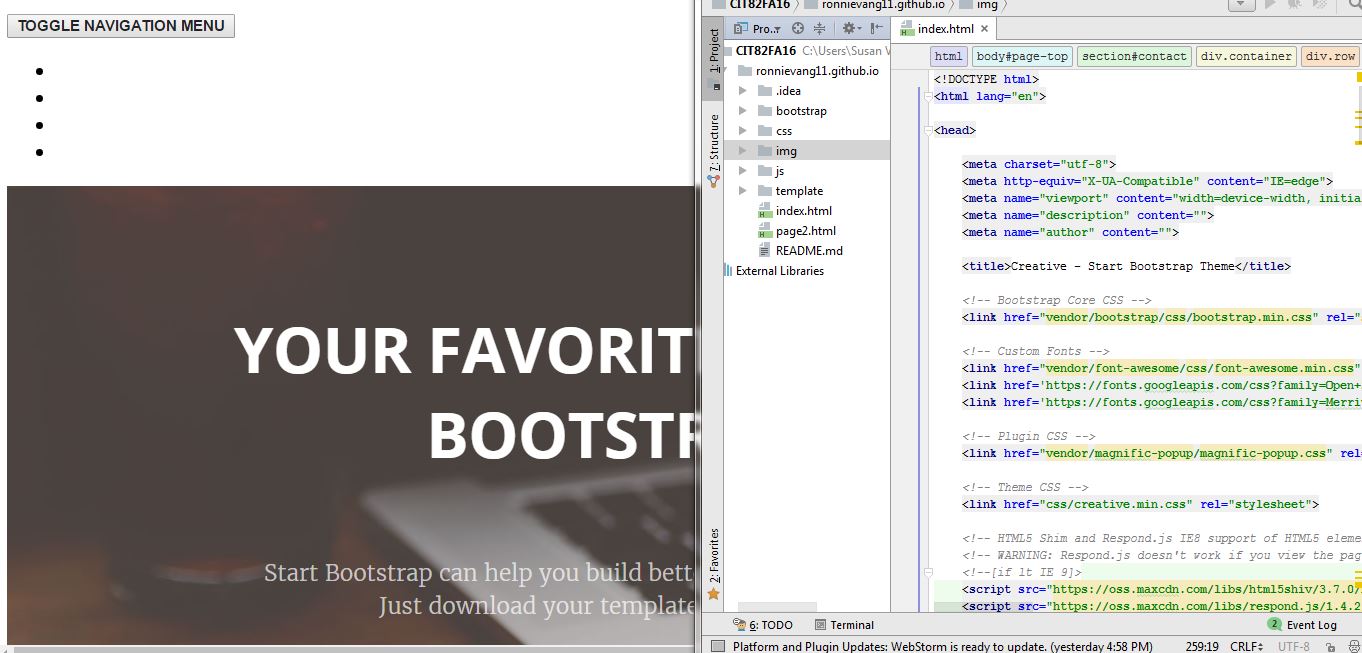 TOGGLE NAVIGATION MENU
YOUR FAVORIT
BOOTSTR
Start Bootstrap can help you build bett
Just download your template
CIT82FA16 ronnievang11.github.io img
Pro..
index.html
1: Project
7: Structure
2: Favorites
CIT82FA16 C:\Users\Susan V
ronnievang11.github.io
.idea
bootstrap
css
img
js
template
index.html
page2.html
README.md
External Libraries
html body#page-top section#contact div.container div.row
<!DOCTYPE html>
<html lang="en">
<head>
<meta charset="utf-8">
<meta http-equiv="X-UA-Compatible" content="IE=edge">
<meta name="viewport" content="width=device-width, initia
<meta name="description" content="">
<meta name="author" content="">
<title>Creative - Start Bootstrap Theme</title>
<!-- Bootstrap Core CSS -->
<link href="vendor/bootstrap/css/bootstrap.min.css" rel="
<!-- Custom Fonts -->
<link href="vendor/font-awesome/css/font-awesome.min.css"
<link href='https://fonts.googleapis.com/css?family=Open+
<link href='https://fonts.googleapis.com/css?family=Merri
<!-- Plugin CSS -->
<link href="vendor/magnific-popup/magnific-popup.css" rel
<!-- Theme CSS -->
<link href="css/creative.min.css" rel="stylesheet">
<!-- HTML5 Shim and Respond.js IE8 support of HTML5 eleme
<!-- WARNING: Respond.js doesn't work if you view the pag
<!--[if lt IE 9]>
<script src="https://oss.maxcdn.com/libs/html5shiv/3.7.0/
<script src="https://oss.maxcdn.com/libs/respond.js/1.4.2
6: TODO Terminal 2 Event Log
Platform and Plugin Updates: WebStorm is ready to update. (yesterday 4:58 PM) 259:19 CRLF UTF-8